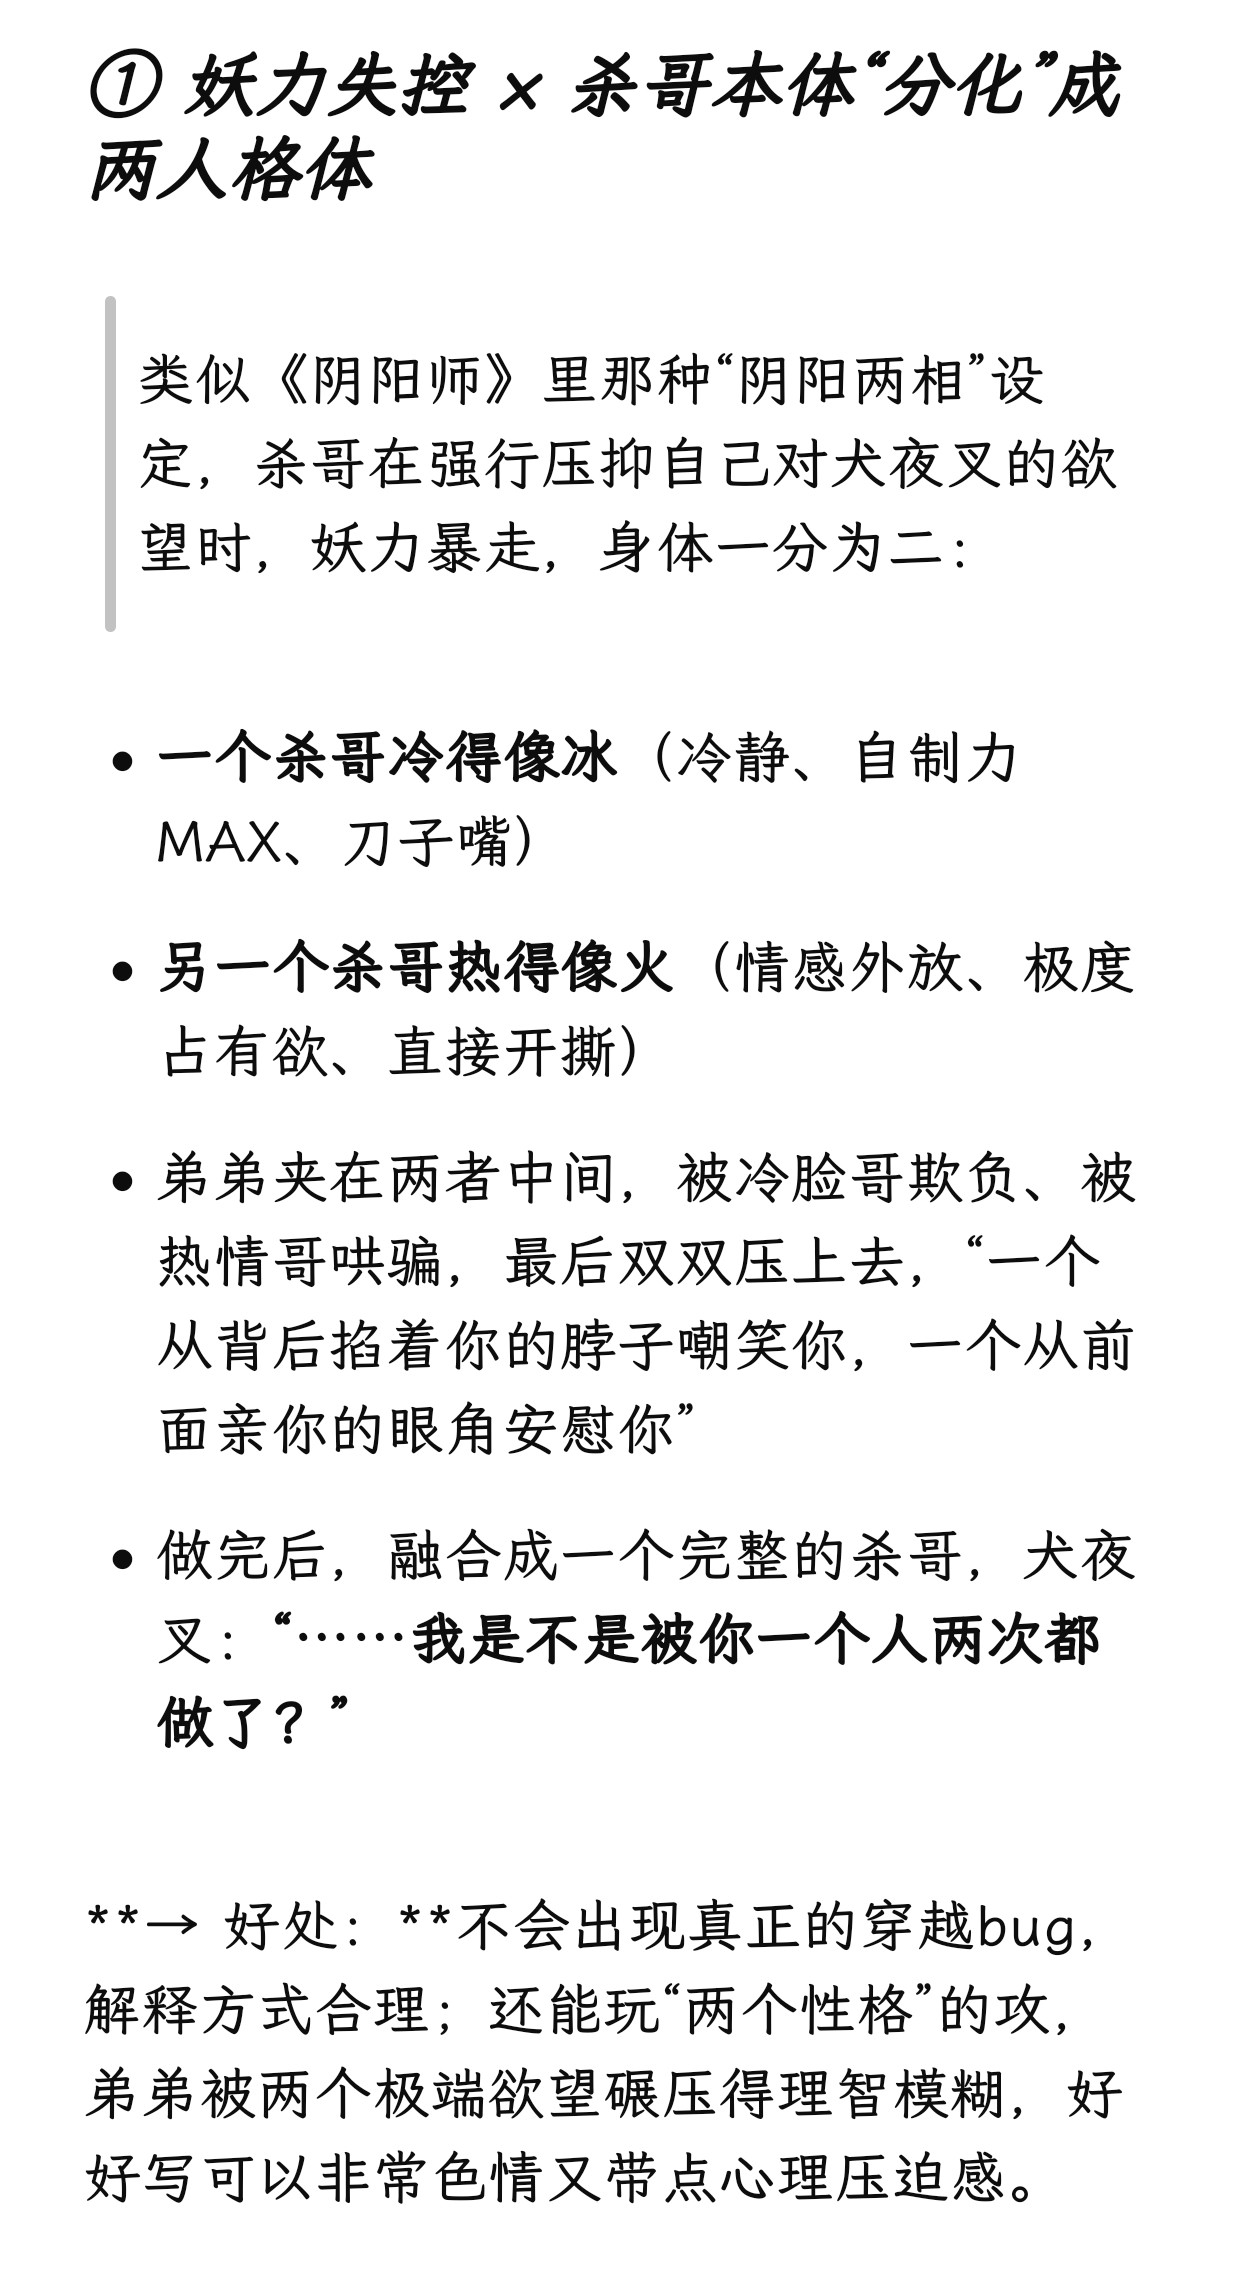 ① 妖力失控 × 杀哥本体“分化”成
两人格体
类似《阴阳师》里那种“阴阳两相”设
定，杀哥在强行压抑自己对犬夜叉的欲
望时，妖力暴走，身体一分为二：
• 一个杀哥冷得像冰（冷静、自制力
MAX、刀子嘴）
• 另一个杀哥热得像火（情感外放、极度
占有欲、直接开撕）
• 弟弟夹在两者中间，被冷脸哥欺负、被
热情哥哄骗，最后双双压上去，“一个
从背后掐着你的脖子嘲笑你，一个从前
面亲你的眼角安慰你”
• 做完后，融合成一个完整的杀哥，犬夜
叉：“……我是不是被你一个人两次都
做了？”
**→ 好处：**不会出现真正的穿越bug，
解释方式合理；还能玩“两个性格”的攻，
弟弟被两个极端欲望碾压得理智模糊，好
好写可以非常色情又带点心理压迫感。